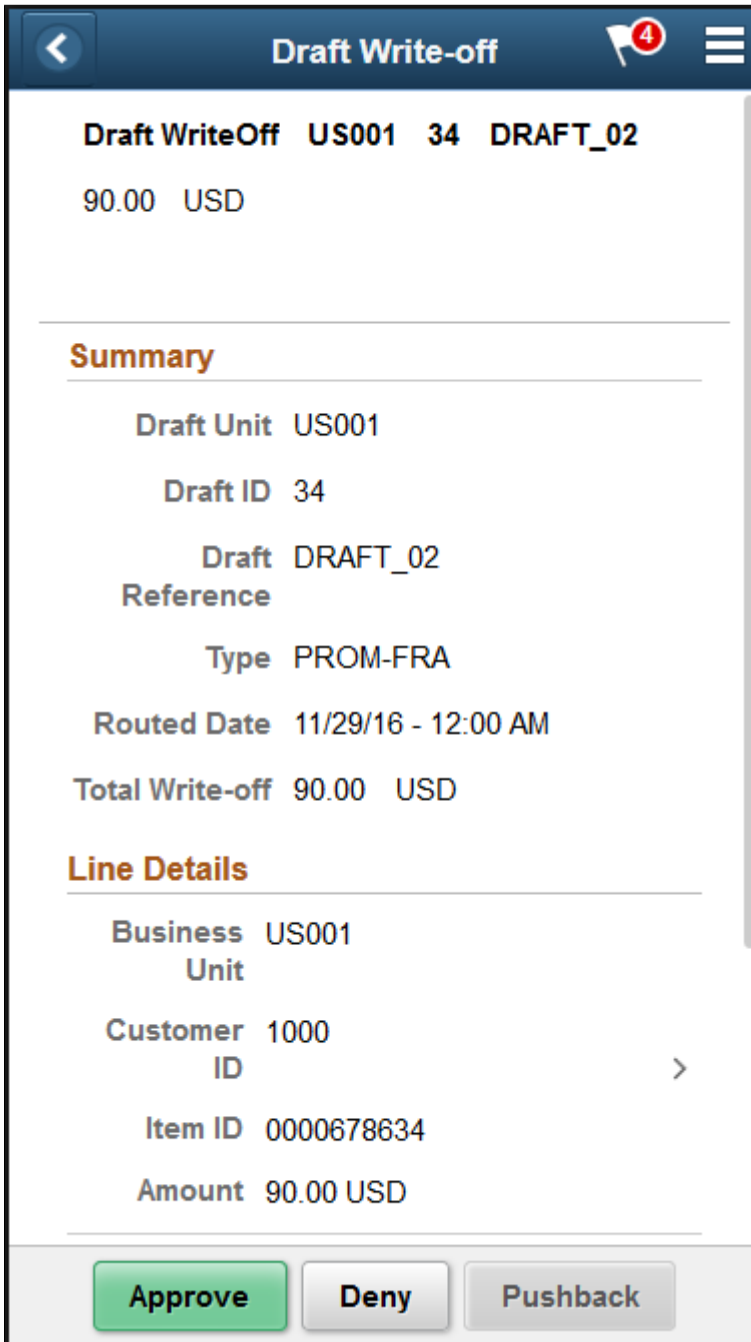 Draft Write-off 4
Draft WriteOff US001 34 DRAFT_02
90.00 USD
Summary
Draft Unit US001
Draft ID 34
Draft DRAFT_02
Reference
Type PROM-FRA
Routed Date 11/29/16 - 12:00 AM
Total Write-off 90.00 USD
Line Details
Business US001
Unit
Customer 1000
ID
Item ID 0000678634
Amount 90.00 USD
Approve Deny Pushback